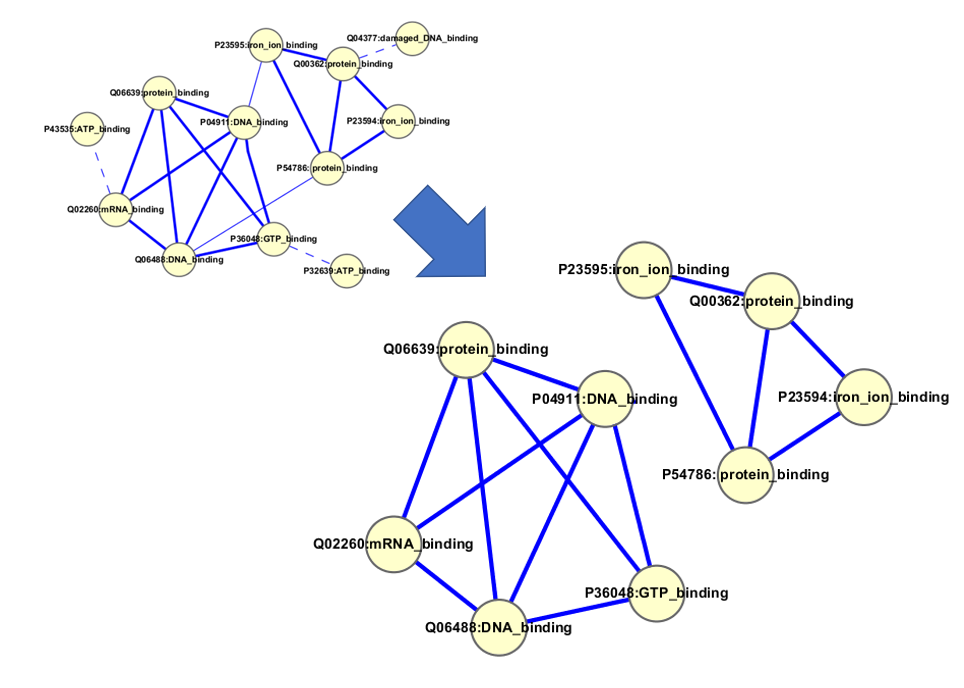 Q04377:damaged_DNA_binding
P23595:iron_ion_binding
Q00362:protein_binding
Q06639:protein_binding
P04911:DNA_binding
P23594:iron_ion_binding
P43535:ATP_binding
P54786: protein_binding
Q02260:mRNA_binding
P36048:GTP_binding
Q06488:DNA_binding
P32639:ATP_binding
P23595:iron_ion_binding
Q00362:protein_binding
Q06639:protein_binding
P04911:DNA_binding
P23594:iron_ion_binding
P54786: protein_binding
Q02260:mRNA_binding
P36048:GTP_binding
Q06488:DNA_binding